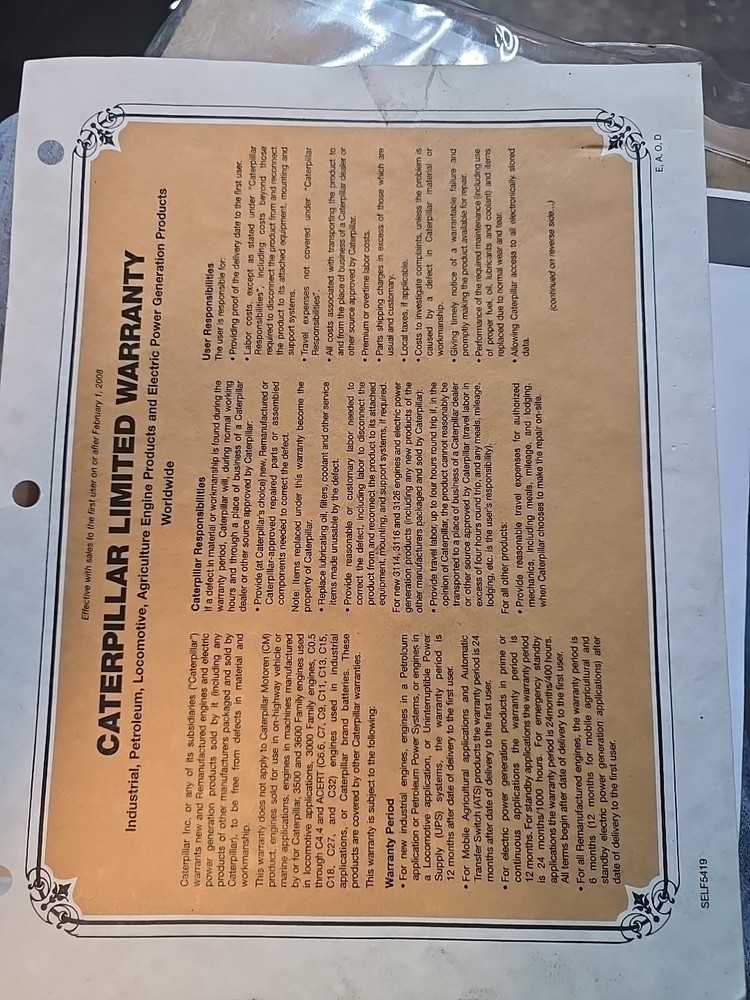 Effective with sales to the first user on or after February 1, 2008
CATERPILLAR LIMITED WARRANTY
Industrial, Petroleum, Locomotive, Agriculture Engine Products and Electric Power Generation Products
Worldwide
Caterpillar Inc. or any of its subsidiaries ("Caterpillar")
warrants new and Remanufactured engines and electric
power generation products sold by it (including any
products of other manufacturers packaged and sold by
Caterpillar), to be free from defects in material and
workmanship.
This warranty does not apply to Caterpillar Motoren (CM)
product, engines sold for use in on-highway vehicle or
marine applications, engines in machines manufactured
by or for Caterpillar, 3500 and 3600 Family engines used
in locomotive applications, 3000 Family engines, C0.5
through C4.4 and ACERT (C6.6, C7, C9, C11, C13, C15,
C18, C27, and C32) engines used in industrial
applications, or Caterpillar brand batteries. These
products are covered by other Caterpillar warranties.
This warranty is subject to the following:
Warranty Period
• For new industrial engines, engines in a Petroleum
application or Petroleum Power Systems, or engines in
a Locomotive application, or Uninterruptible Power
Supply (UPS) systems, the warranty period is
12 months after date of delivery to the first user.
• For Mobile Agricultural applications and Automatic
Transfer Switch (ATS) products the warranty period is 24
months after date of delivery to the first user.
• For electric power generation products in prime or
continuous applications the warranty period is
12 months. For standby applications the warranty period
is 24 months/1000 hours. For emergency standby
applications the warranty period is 24months/400 hours.
All terms begin after date of delivery to the first user.
• For all Remanufactured engines, the warranty period is
6 months (12 months for mobile agricultural and
standby electric power generation applications) after
date of delivery to the first user.
Caterpillar Responsibilities
If a defect in material or workmanship is found during the
warranty period, Caterpillar will, during normal working
hours and through a place of business of a Caterpillar
dealer or other source approved by Caterpillar:
• Provide (at Caterpillar's choice) new, Remanufactured or
Caterpillar-approved repaired parts or assembled
components needed to correct the defect.
Note: Items replaced under this warranty become the
property of Caterpillar.
• Replace lubricating oil, filters, coolant and other service
items made unusable by the defect.
• Provide reasonable or customary labor needed to
correct the defect, including labor to disconnect the
product from and reconnect the product to its attached
equipment, mounting, and support systems, if required.
For new 3114, 3116 and 3126 engines and electric power
generation products (including any new products of the
other manufacturers packaged and sold by Caterpillar):
• Provide travel labor, up to four hours round trip if, in the
opinion of Caterpillar, the product cannot reasonably be
transported to a place of business of a Caterpillar dealer
or other source approved by Caterpillar (travel labor in
excess of four hours round trip, and any meals, mileage,
lodging, etc. is the user's responsibility).
For all other products:
• Provide reasonable travel expenses for authorized
mechanics, including meals, mileage, and lodging,
when Caterpillar chooses to make the repair on-site.
User Responsibilities
The user is responsible for:
• Providing proof of the delivery date to the first user.
• Labor costs, except as stated under "Caterpillar
Responsibilities", including costs beyond those
required to disconnect the product from and reconnect
the product to its attached equipment, mounting and
support systems.
• Travel expenses not covered under "Caterpillar
Responsibilities".
• All costs associated with transporting the product to
and from the place of business of a Caterpillar dealer or
other source approved by Caterpillar.
• Premium or overtime labor costs.
• Parts shipping charges in excess of those which are
usual and customary.
• Local taxes, if applicable.
• Costs to investigate complaints, unless the problem is
caused by a defect in Caterpillar material or
workmanship.
• Giving timely notice of a warrantable failure and
promptly making the product available for repair.
• Performance of the required maintenance (including use
of proper fuel, oil, lubricants and coolant) and items
replaced due to normal wear and tear.
• Allowing Caterpillar access to all electronically stored
data.
(continued on reverse side...)
SELF5419
E, A, O, D